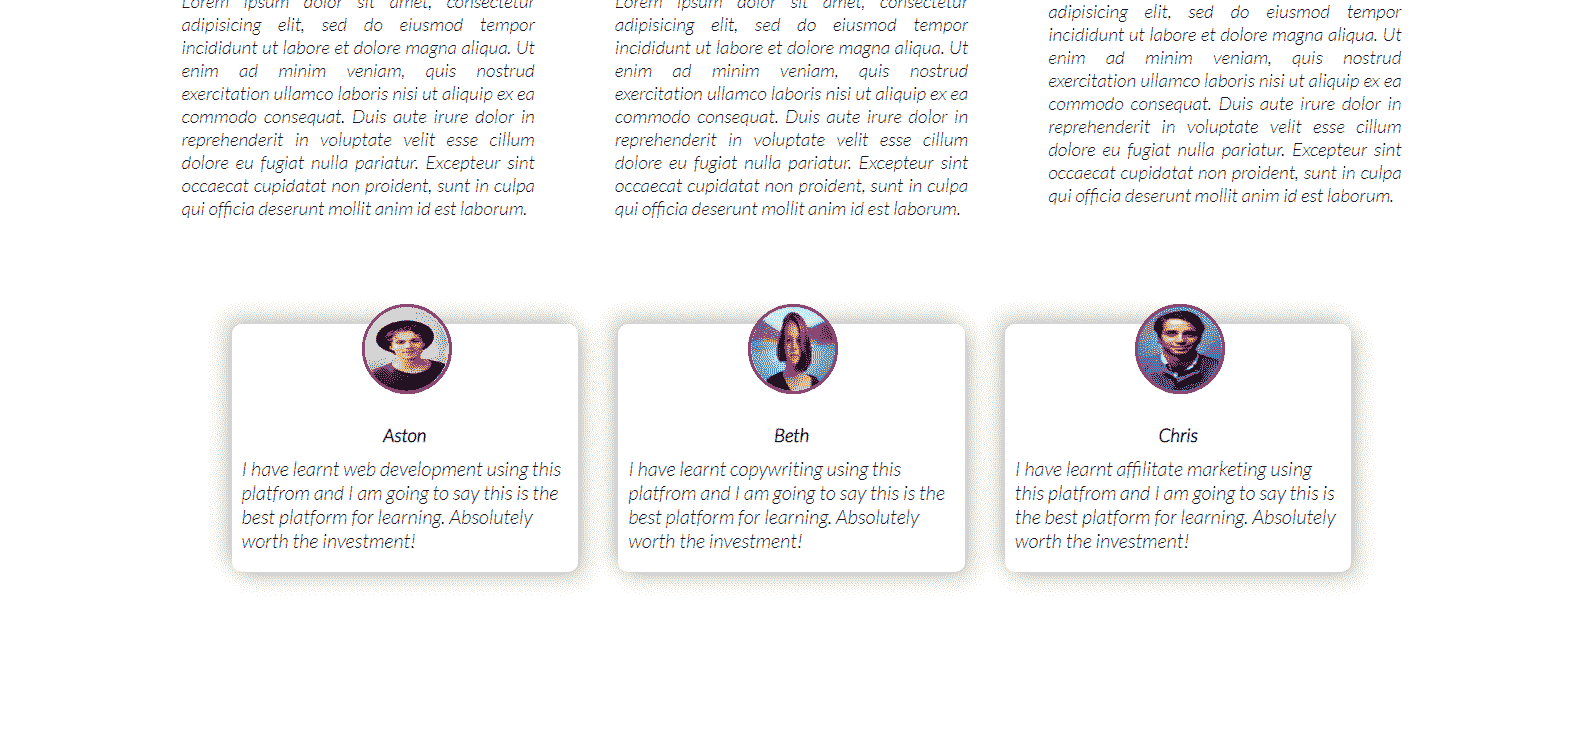 Lorem ipsum dolor sit amet, consectetur
adipisicing elit, sed do eiusmod tempor
incididunt ut labore et dolore magna aliqua. Ut
enim ad minim veniam, quis nostrud
exercitation ullamco laboris nisi ut aliquip ex ea
commodo consequat. Duis aute irure dolor in
reprehenderit in voluptate velit esse cillum
dolore eu fugiat nulla pariatur. Excepteur sint
occaecat cupidatat non proident, sunt in culpa
qui officia deserunt mollit anim id est laborum.
Lorem ipsum dolor sit amet, consectetur
adipisicing elit, sed do eiusmod tempor
incididunt ut labore et dolore magna aliqua. Ut
enim ad minim veniam, quis nostrud
exercitation ullamco laboris nisi ut aliquip ex ea
commodo consequat. Duis aute irure dolor in
reprehenderit in voluptate velit esse cillum
dolore eu fugiat nulla pariatur. Excepteur sint
occaecat cupidatat non proident, sunt in culpa
qui officia deserunt mollit anim id est laborum.
adipisicing elit, sed do eiusmod tempor
incididunt ut labore et dolore magna aliqua. Ut
enim ad minim veniam, quis nostrud
exercitation ullamco laboris nisi ut aliquip ex ea
commodo consequat. Duis aute irure dolor in
reprehenderit in voluptate velit esse cillum
dolore eu fugiat nulla pariatur. Excepteur sint
occaecat cupidatat non proident, sunt in culpa
qui officia deserunt mollit anim id est laborum.
Aston
I have learnt web development using this
platfrom and I am going to say this is the
best platform for learning. Absolutely
worth the investment!
Beth
I have learnt copywriting using this
platfrom and I am going to say this is the
best platform for learning. Absolutely
worth the investment!
Chris
I have learnt affilitate marketing using
this platfrom and I am going to say this is
the best platform for learning. Absolutely
worth the investment!